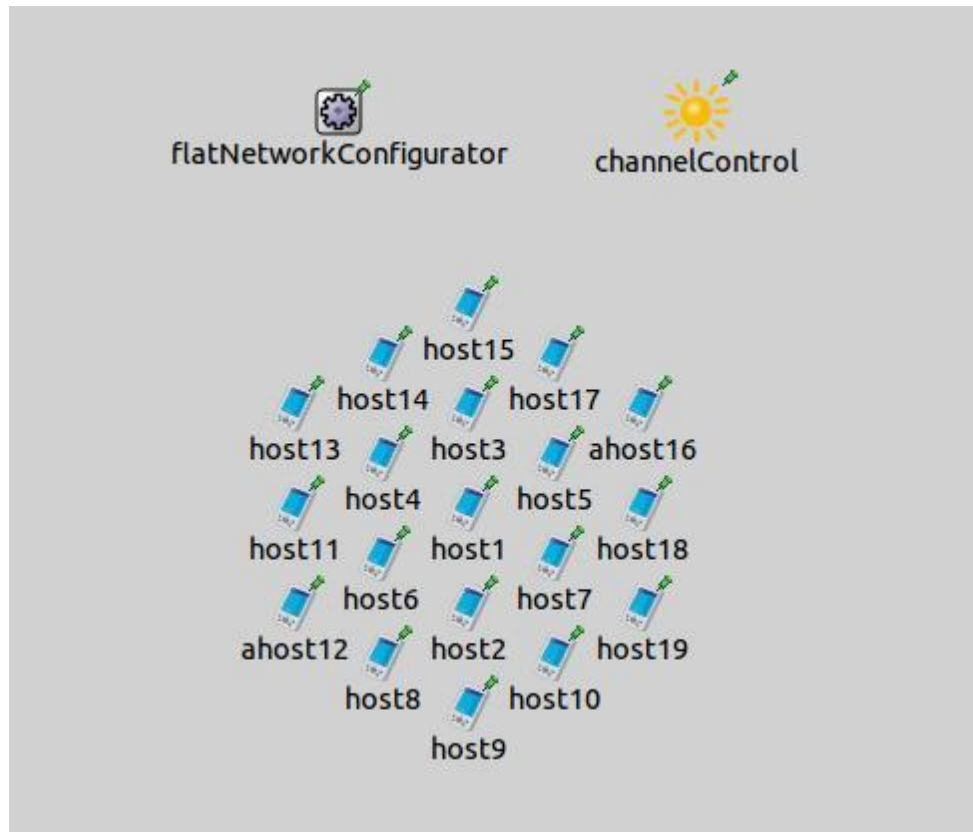 flatNetworkConfigurator
channelControl
host15
host14
host17
host13
host3
ahost16
host4
host5
host11
host1
host18
host6
host7
ahost12
host2
host19
host8
host10
host9